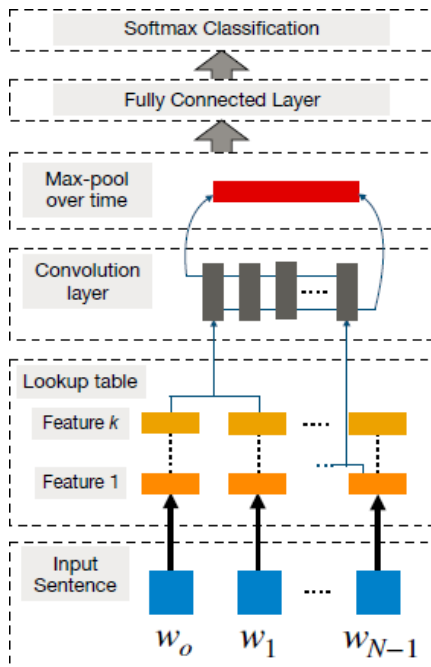 Softmax Classification
Fully Connected Layer
Max-pool
over time
Convolution
layer
....
Lookup table
Feature k
....
Feature 1
...
Input
Sentence
....
w_o w_1 w_{N-1}